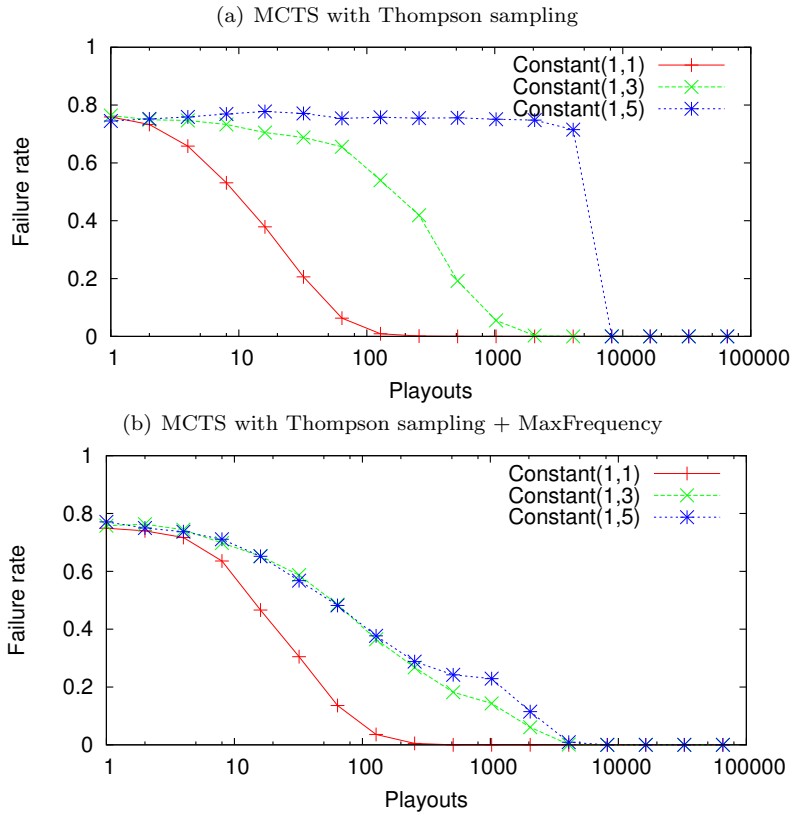 (a) MCTS with Thompson sampling
1
0.8
0.6
0.4
0.2
0
Failure rate
Constant(1,1)
Constant(1,3)
Constant(1,5)
1 10 100 1000 10000 100000
Playouts
(b) MCTS with Thompson sampling + MaxFrequency
1
0.8
0.6
0.4
0.2
0
Failure rate
Constant(1,1)
Constant(1,3)
Constant(1,5)
1 10 100 1000 10000 100000
Playouts